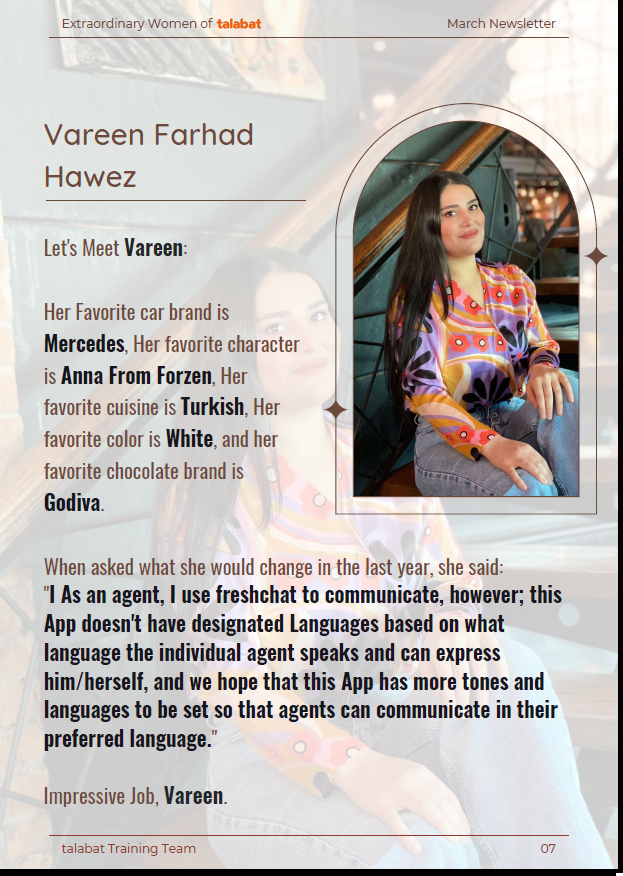 Extraordinary Women of talabat
March Newsletter
Vareen Farhad
Hawez
Let's Meet Vareen:
Her Favorite car brand is
Mercedes, Her favorite character
is Anna From Forzen, Her
favorite cuisine is Turkish, Her
favorite color is White, and her
favorite chocolate brand is
Godiva.
When asked what she would change in the last year, she said:
"I As an agent, I use freshchat to communicate, however; this
App doesn't have designated Languages based on what
language the individual agent speaks and can express
him/herself, and we hope that this App has more tones and
languages to be set so that agents can communicate in their
preferred language."
Impressive Job, Vareen.
talabat Training Team
07